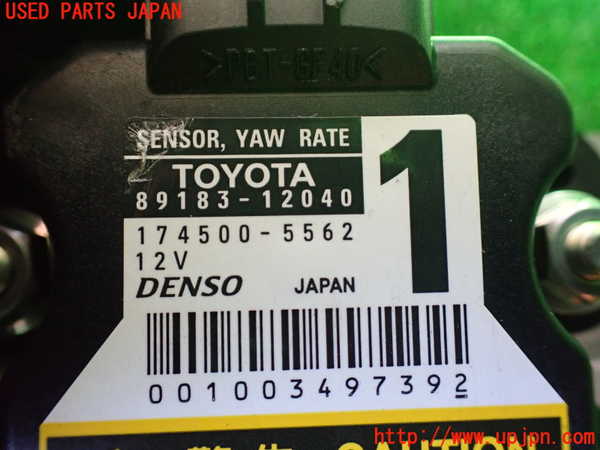 USED PARTS JAPAN
>PBT-GF40<
SENSOR, YAW RATE
TOYOTA
89183-12040
1
174500-5562
12V
DENSO JAPAN
001003497392
CAUTION
http://www.upjpn.com